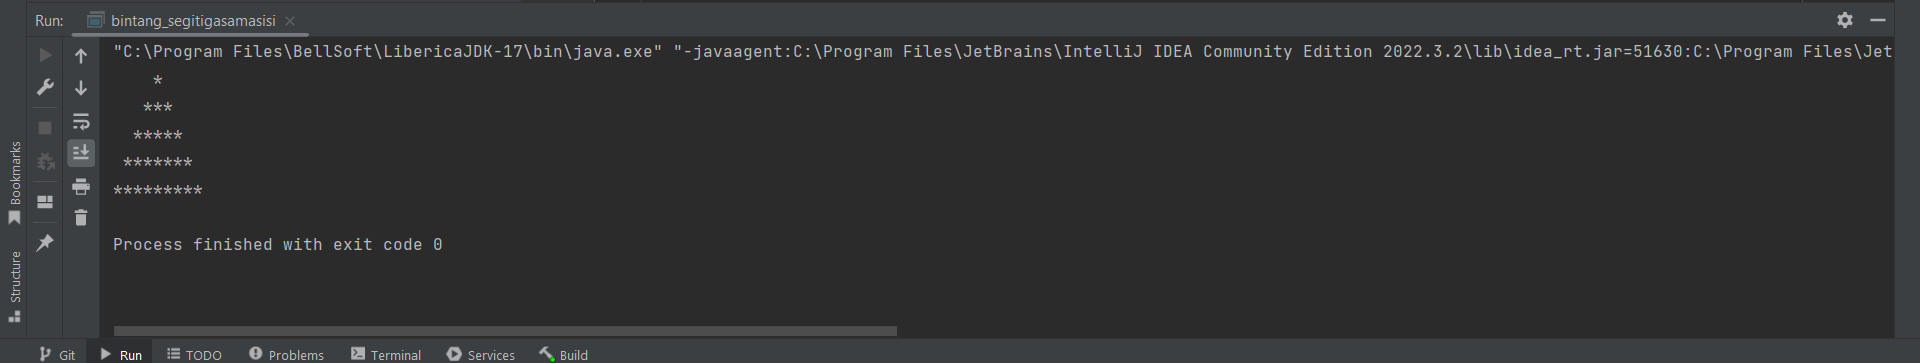 Run: bintang_segitigasamasisi
"C:\Program Files\BellSoft\LibericaJDK-17\bin\java.exe" "-javaagent:C:\Program Files\JetBrains\IntelliJ IDEA Community Edition 2022.3.2\lib\idea_rt.jar=51630:C:\Program Files\Jet
    *
   ***
  *****
 *******
*********
Process finished with exit code 0
Bookmarks
Structure
Git Run TODO Problems Terminal Services Build